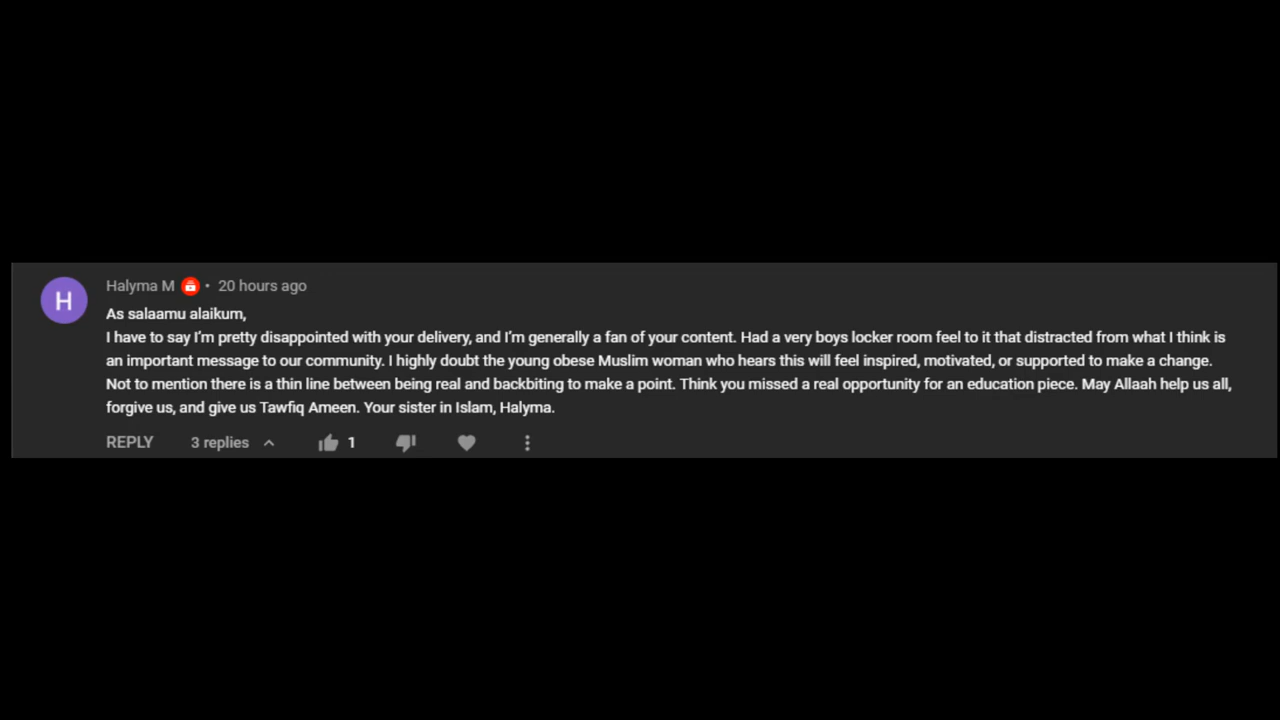 H
Halyma M • 20 hours ago
As salaamu alaikum,
I have to say I'm pretty disappointed with your delivery, and I'm generally a fan of your content. Had a very boys locker room feel to it that distracted from what I think is
an important message to our community. I highly doubt the young obese Muslim woman who hears this will feel inspired, motivated, or supported to make a change.
Not to mention there is a thin line between being real and backbiting to make a point. Think you missed a real opportunity for an education piece. May Allaah help us all,
forgive us, and give us Tawfiq Ameen. Your sister in Islam, Halyma.
REPLY 3 replies 1